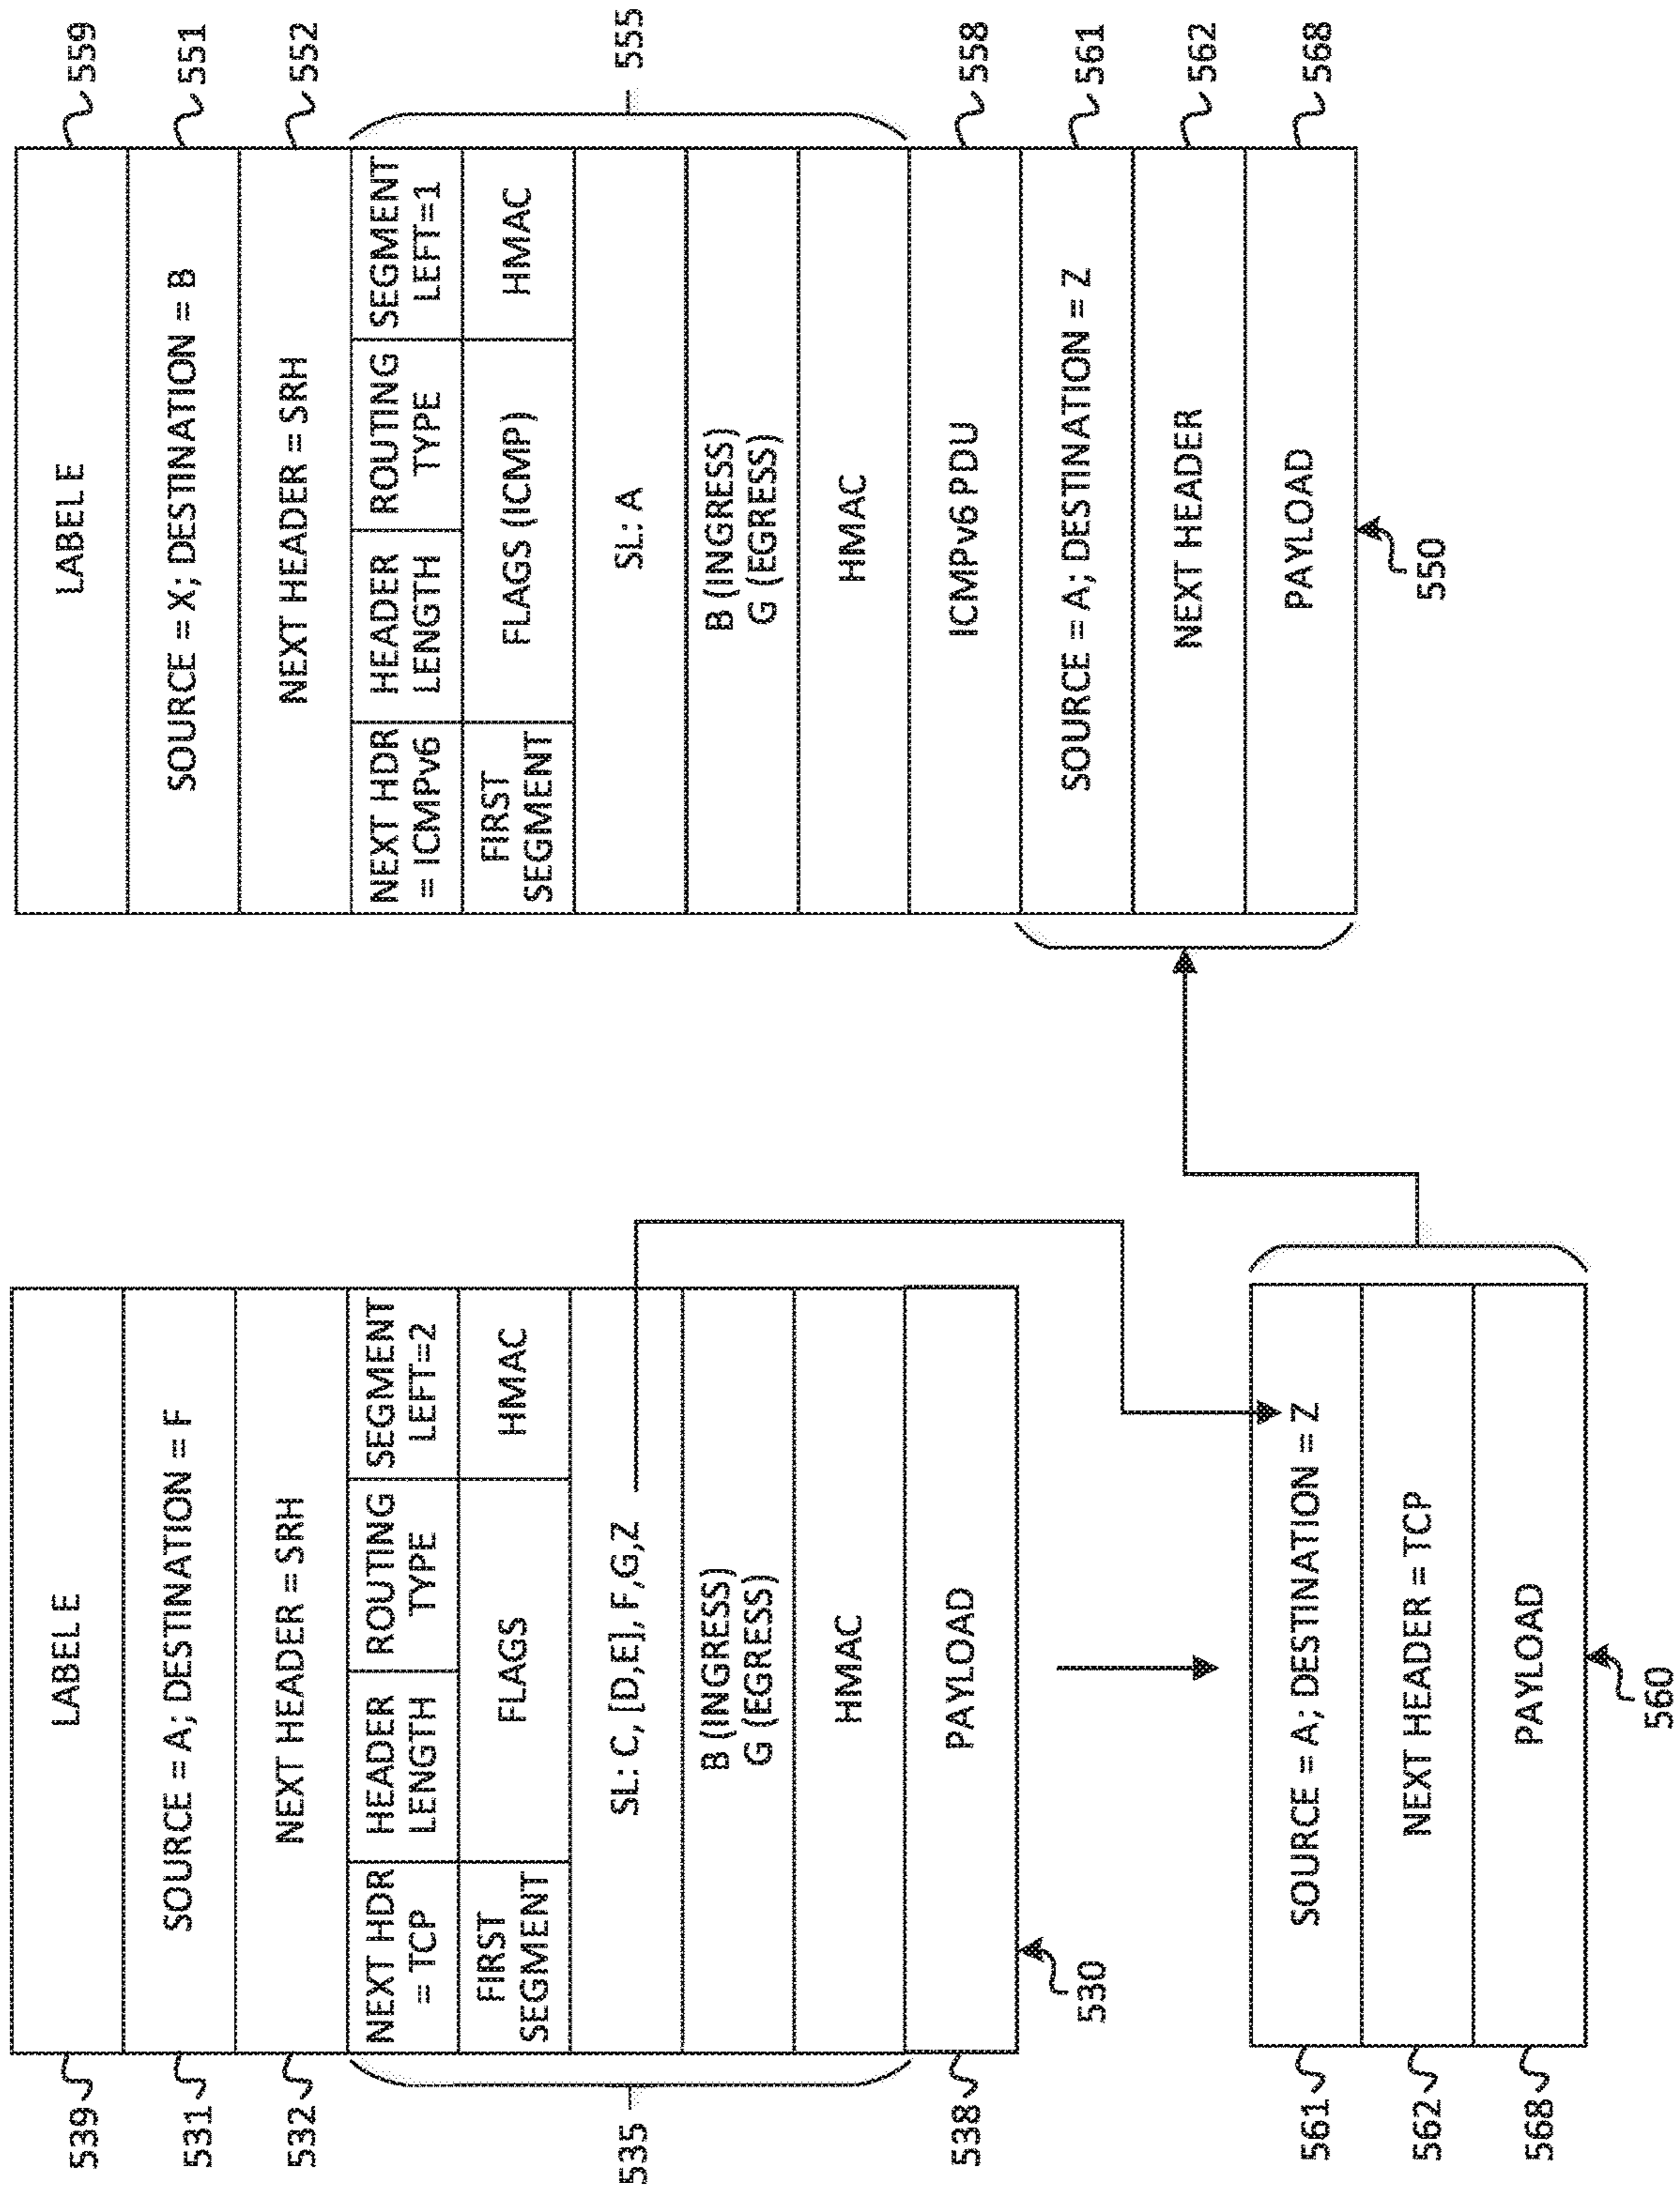 539
LABEL E
531
SOURCE = A; DESTINATION = F
532
NEXT HEADER = SRH
535
NEXT HDR
= TCP
HEADER
LENGTH
ROUTING
TYPE
SEGMENT
LEFT=2
FIRST
SEGMENT
FLAGS
HMAC
SL: C, [D,E], F,G,Z
B (INGRESS)
G (EGRESS)
HMAC
538
PAYLOAD
530
561
SOURCE = A; DESTINATION = Z
562
NEXT HEADER = TCP
568
PAYLOAD
560
LABEL E
559
SOURCE = X; DESTINATION = B
551
NEXT HEADER = SRH
552
NEXT HDR
= ICMPv6
HEADER
LENGTH
ROUTING
TYPE
SEGMENT
LEFT=1
FIRST
SEGMENT
FLAGS (ICMP)
HMAC
555
SL: A
B (INGRESS)
G (EGRESS)
HMAC
ICMPv6 PDU
558
SOURCE = A; DESTINATION = Z
561
NEXT HEADER
562
PAYLOAD
568
550